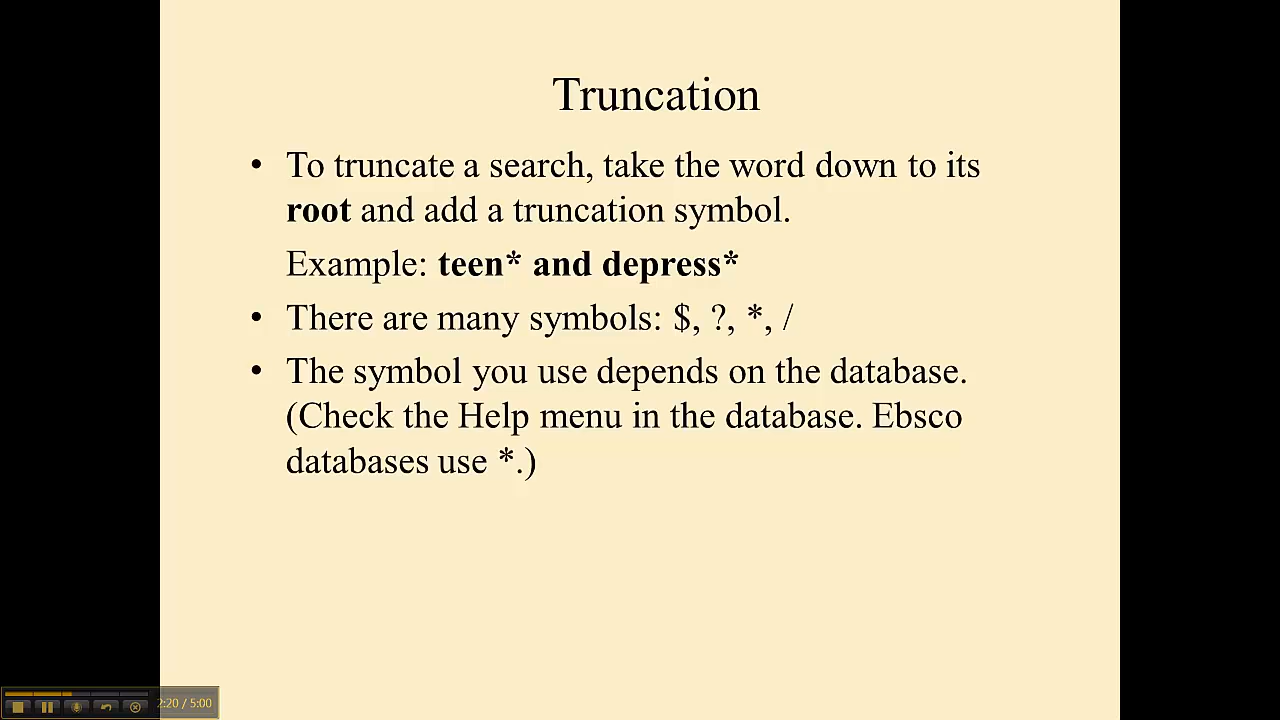 Truncation
• To truncate a search, take the word down to its
root and add a truncation symbol.
Example: teen* and depress*
• There are many symbols: $, ?, *, /
• The symbol you use depends on the database.
(Check the Help menu in the database. Ebsco
databases use *.)
2:20 / 5:00